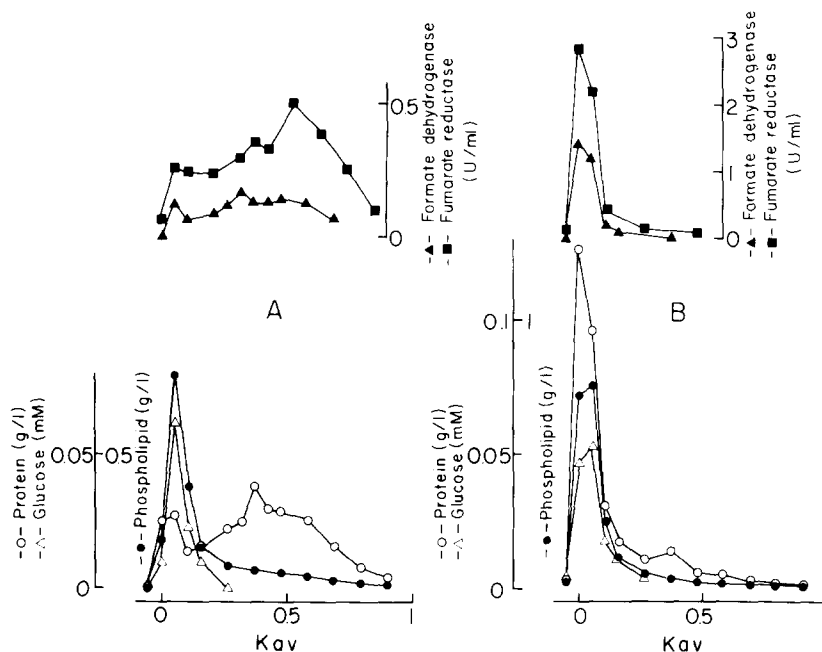 0.5
0
-▲- Formate dehydrogenase
-■- Fumarate reductase
(U/ml)
3
2
1
0
-▲- Formate dehydrogenase
-■- Fumarate reductase
(U/ml)
A
B
-o- Protein (g/l)
-△- Glucose (mM)
0.05
0
-●- Phospholipid (g/l)
0.5
-o- Protein (g/l)
-△- Glucose (mM)
0.1
0.05
0
-●- Phospholipid (g/l)
1
0 0.5 1
Kav
0 0.5
Kav